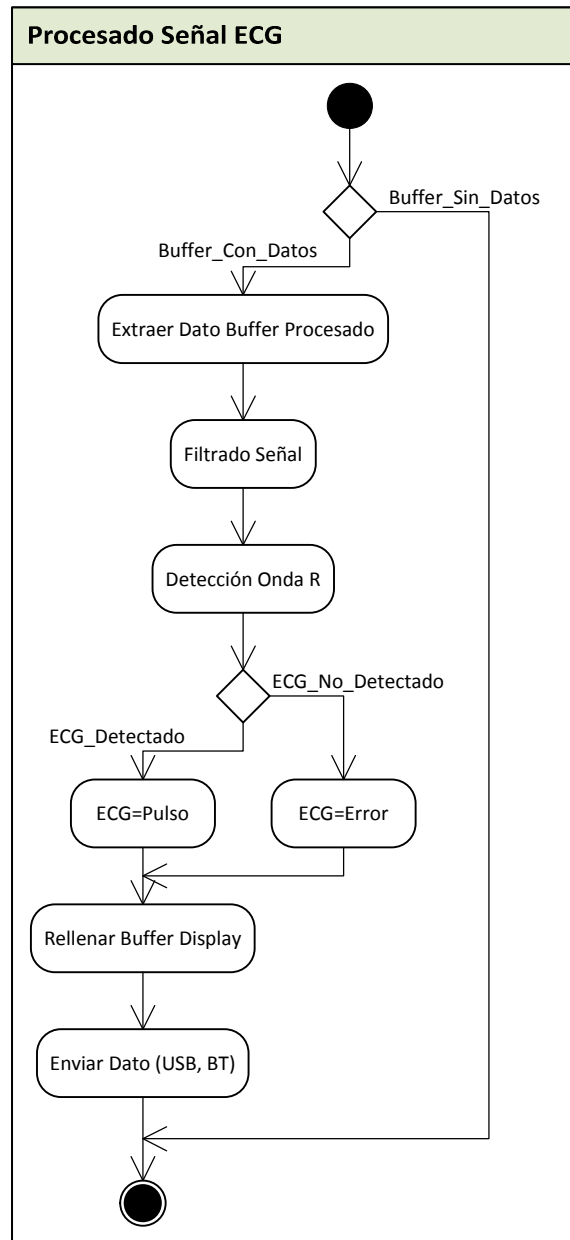 Procesado Señal ECG
Buffer_Sin_Datos
Buffer_Con_Datos
Extraer Dato Buffer Procesado
Filtrado Señal
Detección Onda R
ECG_No_Detectado
ECG_Detectado
ECG=Pulso
ECG=Error
Rellenar Buffer Display
Enviar Dato (USB, BT)